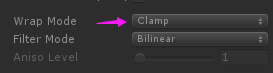 Wrap Mode Clamp
Filter Mode Bilinear
Aniso Level 1